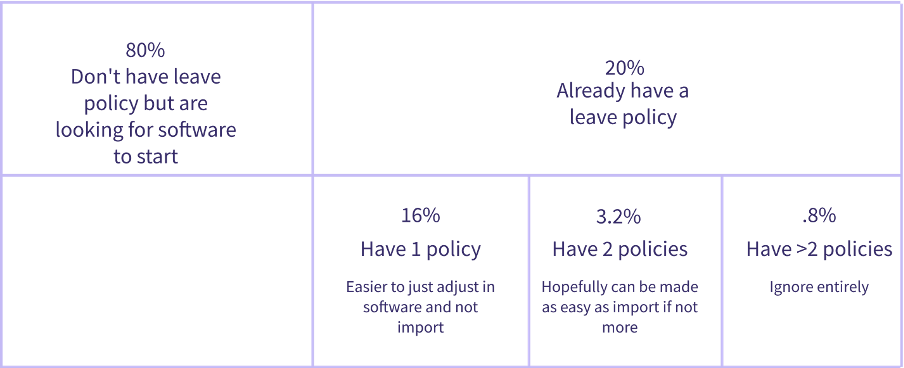 80%
Don't have leave
policy but are
looking for software
to start
20%
Already have a
leave policy
16%
Have 1 policy
Easier to just adjust in
software and not
import
3.2%
Have 2 policies
Hopefully can be made
as easy as import if not
more
.8%
Have >2 policies
Ignore entirely